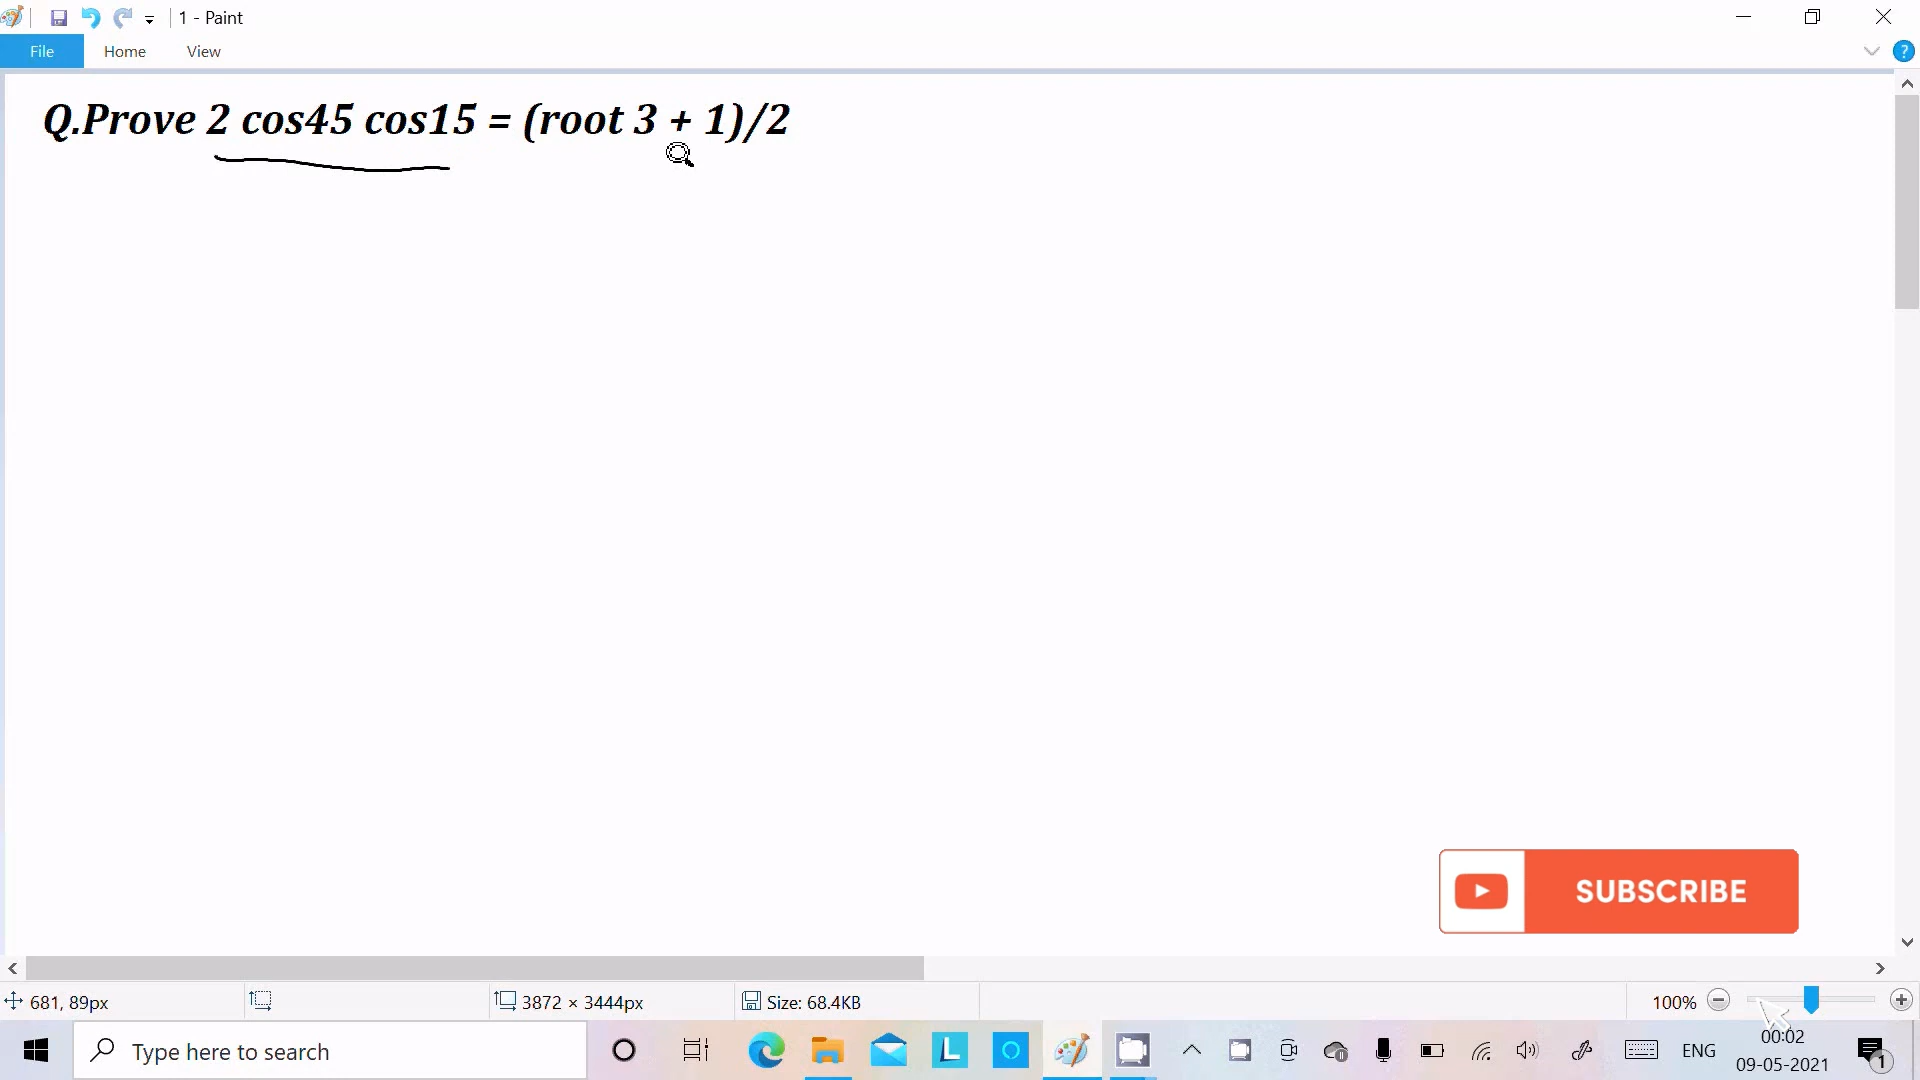 1 - Paint
File Home View
Q.Prove 2 cos45 cos15 = (root 3 + 1)/2
SUBSCRIBE
681, 89px 3872 × 3444px Size: 68.4KB 100%
Type here to search L ENG 00:02
09-05-2021 1